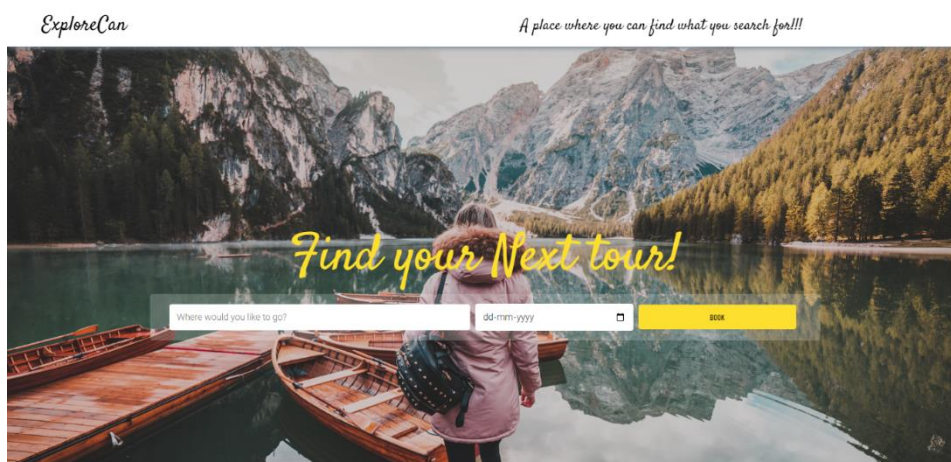 ExploreCan
A place where you can find what you search for!!!
Find your Next tour!
Where would you like to go?
dd-mm-yyyy
BOOK